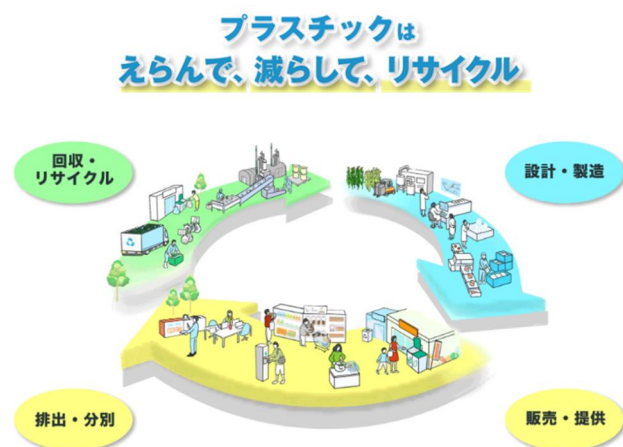 プラスチックは
えらんで、減らして、リサイクル
回収・
リサイクル
設計・製造
排出・分別
販売・提供